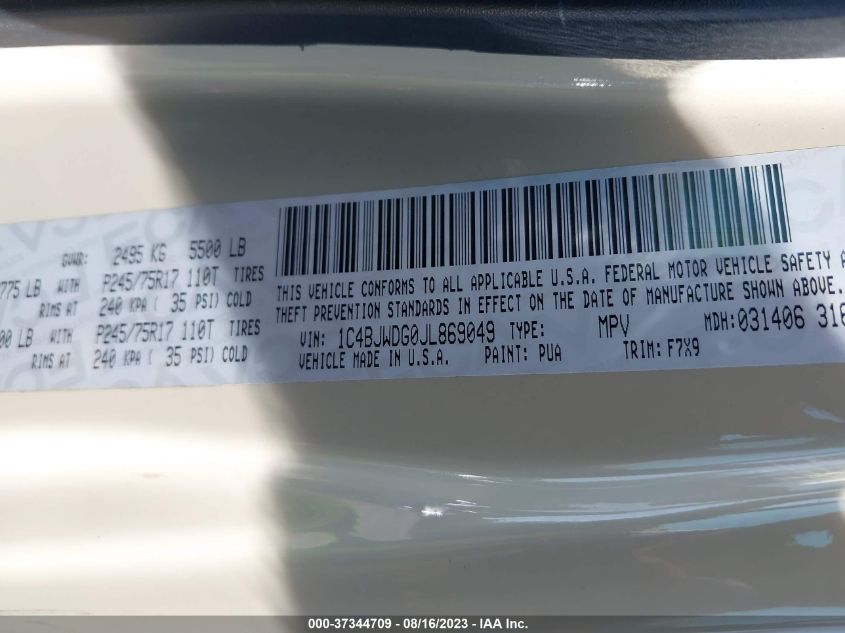 GVWR: 2495 KG 5500 LB
775 LB WITH P245/75R17 110T TIRES
RIMS AT 240 KPA ( 35 PSI) COLD
00 LB WITH P245/75R17 110T TIRES
RIMS AT 240 KPA ( 35 PSI) COLD
THIS VEHICLE CONFORMS TO ALL APPLICABLE U.S.A. FEDERAL MOTOR VEHICLE SAFETY A
THEFT PREVENTION STANDARDS IN EFFECT ON THE DATE OF MANUFACTURE SHOWN ABOVE.
VIN: 1C4BJWDG0JL869049 TYPE: MPV MDH:031406 316
VEHICLE MADE IN U.S.A. PAINT: PUA TRIM: F7X9
000-37344709 - 08/16/2023 - IAA Inc.